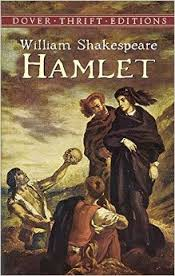 DOVER · THRIFT · EDITIONS
William Shakespeare
HAMLET